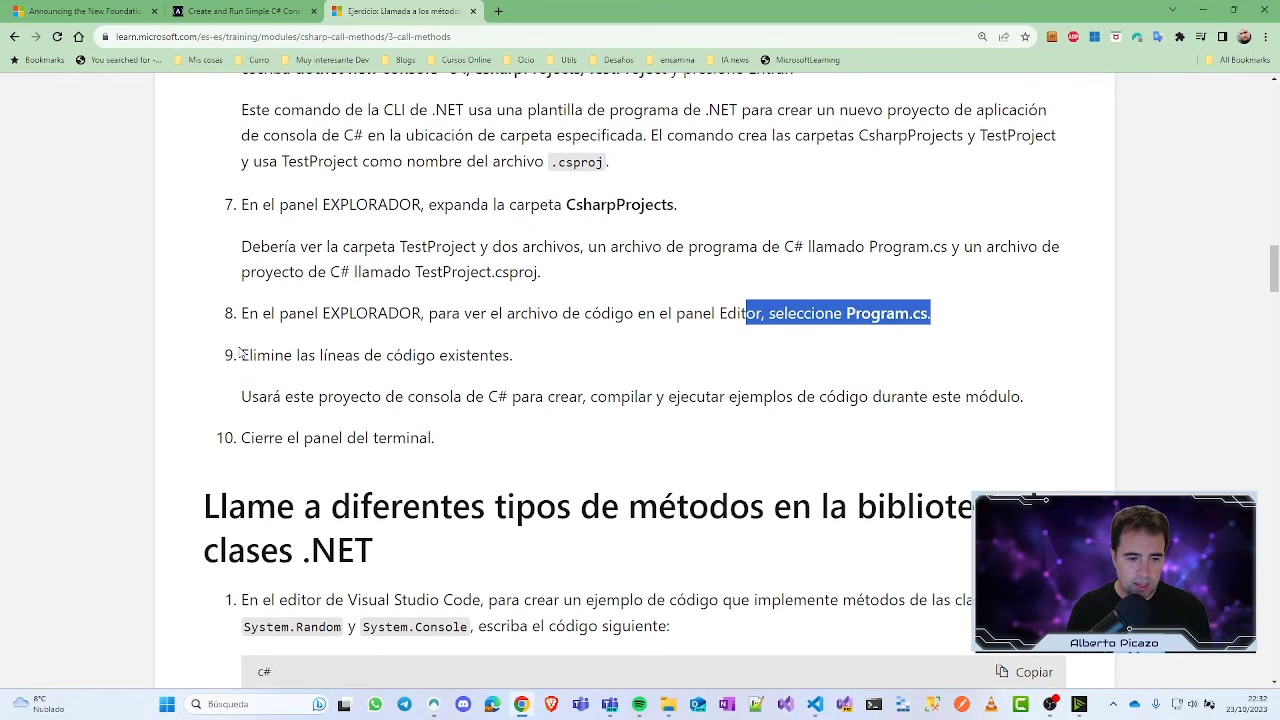 Announcing the New Foundatic
Create and Run Simple C# Con
Ejercicio: Llamada a los método
learn.microsoft.com/es-es/training/modules/csharp-call-methods/3-call-methods
Bookmarks
You searched for -...
Mis cosas
Curro
Muy interesante Dev
Blogs
Cursos Online
Ocio
Utils
Desafios
encamina
IA news
MicrosoftLearning
All Bookmarks
Este comando de la CLI de .NET usa una plantilla de programa de .NET para crear un nuevo proyecto de aplicación
de consola de C# en la ubicación de carpeta especificada. El comando crea las carpetas CsharpProjects y TestProject
y usa TestProject como nombre del archivo .csproj.
7. En el panel EXPLORADOR, expanda la carpeta CsharpProjects.
Debería ver la carpeta TestProject y dos archivos, un archivo de programa de C# llamado Program.cs y un archivo de
proyecto de C# llamado TestProject.csproj.
8. En el panel EXPLORADOR, para ver el archivo de código en el panel Editor, seleccione Program.cs.
9. Elimine las líneas de código existentes.
Usará este proyecto de consola de C# para crear, compilar y ejecutar ejemplos de código durante este módulo.
10. Cierre el panel del terminal.
Llame a diferentes tipos de métodos en la bibliote
clases .NET
1. En el editor de Visual Studio Code, para crear un ejemplo de código que implemente métodos de las cla
System.Random y System.Console, escriba el código siguiente:
c#
Copiar
Alberto Picazo
8°C
Nublado
Búsqueda
22:32
23/10/2023